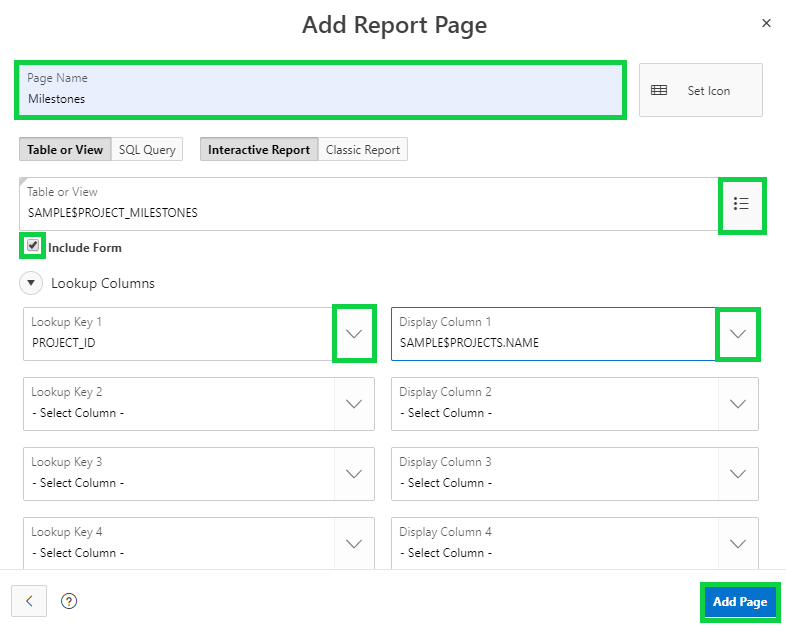 Add Report Page
Page Name
Milestones
Set Icon
Table or View SQL Query Interactive Report Classic Report
Table or View
SAMPLE$PROJECT_MILESTONES
Include Form
Lookup Columns
Lookup Key 1
PROJECT_ID
Display Column 1
SAMPLE$PROJECTS.NAME
Lookup Key 2
- Select Column -
Display Column 2
- Select Column -
Lookup Key 3
- Select Column -
Display Column 3
- Select Column -
Lookup Key 4
- Select Column -
Display Column 4
- Select Column -
Add Page